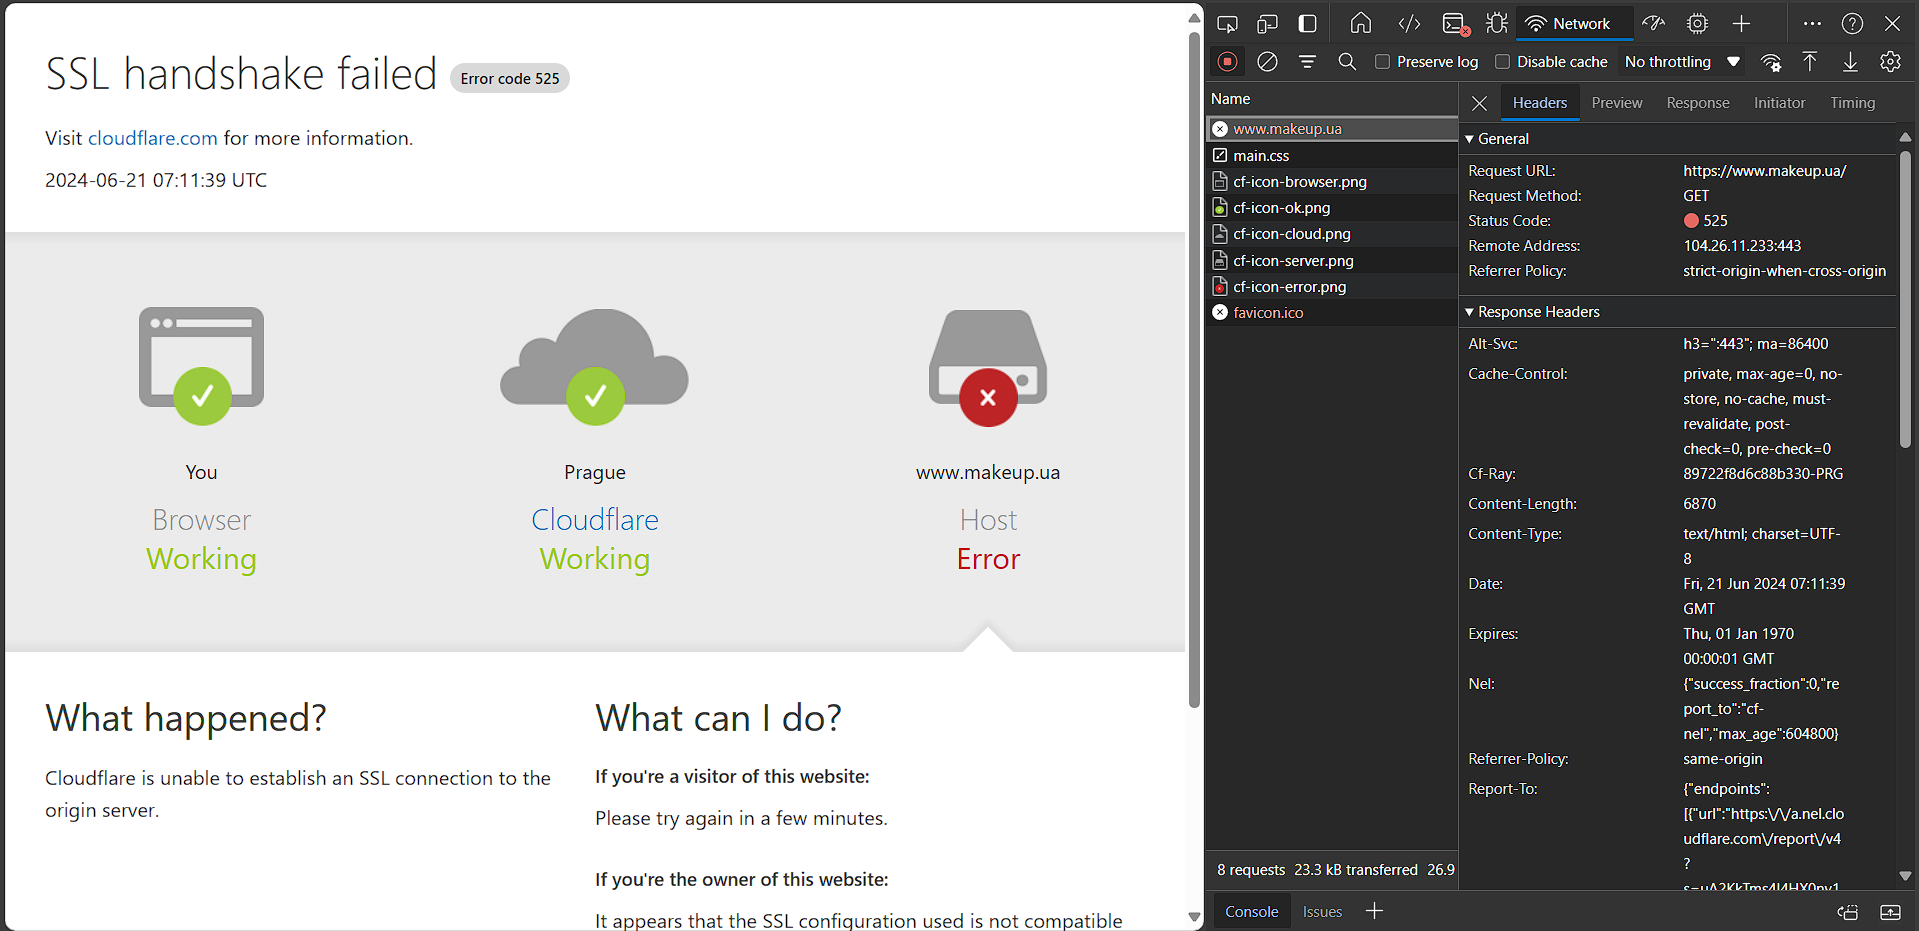 SSL handshake failed Error code 525
Visit cloudflare.com for more information.
2024-06-21 07:11:39 UTC
You
Browser
Working
Prague
Cloudflare
Working
www.makeup.ua
Host
Error
What happened?
Cloudflare is unable to establish an SSL connection to the
origin server.
What can I do?
If you're a visitor of this website:
Please try again in a few minutes.
If you're the owner of this website:
It appears that the SSL configuration used is not compatible
Network
Preserve log Disable cache No throttling
Name
www.makeup.ua
main.css
cf-icon-browser.png
cf-icon-ok.png
cf-icon-cloud.png
cf-icon-server.png
cf-icon-error.png
favicon.ico
8 requests 23.3 kB transferred 26.9
Headers Preview Response Initiator Timing
General
Request URL: https://www.makeup.ua/
Request Method: GET
Status Code: 525
Remote Address: 104.26.11.233:443
Referrer Policy: strict-origin-when-cross-origin
Response Headers
Alt-Svc: h3=":443"; ma=86400
Cache-Control: private, max-age=0, no-
store, no-cache, must-
revalidate, post-
check=0, pre-check=0
Cf-Ray: 89722f8d6c88b330-PRG
Content-Length: 6870
Content-Type: text/html; charset=UTF-
8
Date: Fri, 21 Jun 2024 07:11:39
GMT
Expires: Thu, 01 Jan 1970
00:00:01 GMT
Nel: {"success_fraction":0,"re
port_to":"cf-
nel","max_age":604800}
Referrer-Policy: same-origin
Report-To: {"endpoints":
[{"url":"https:\/\/a.nel.clo
udflare.com\/report\/v4
?
Console Issues